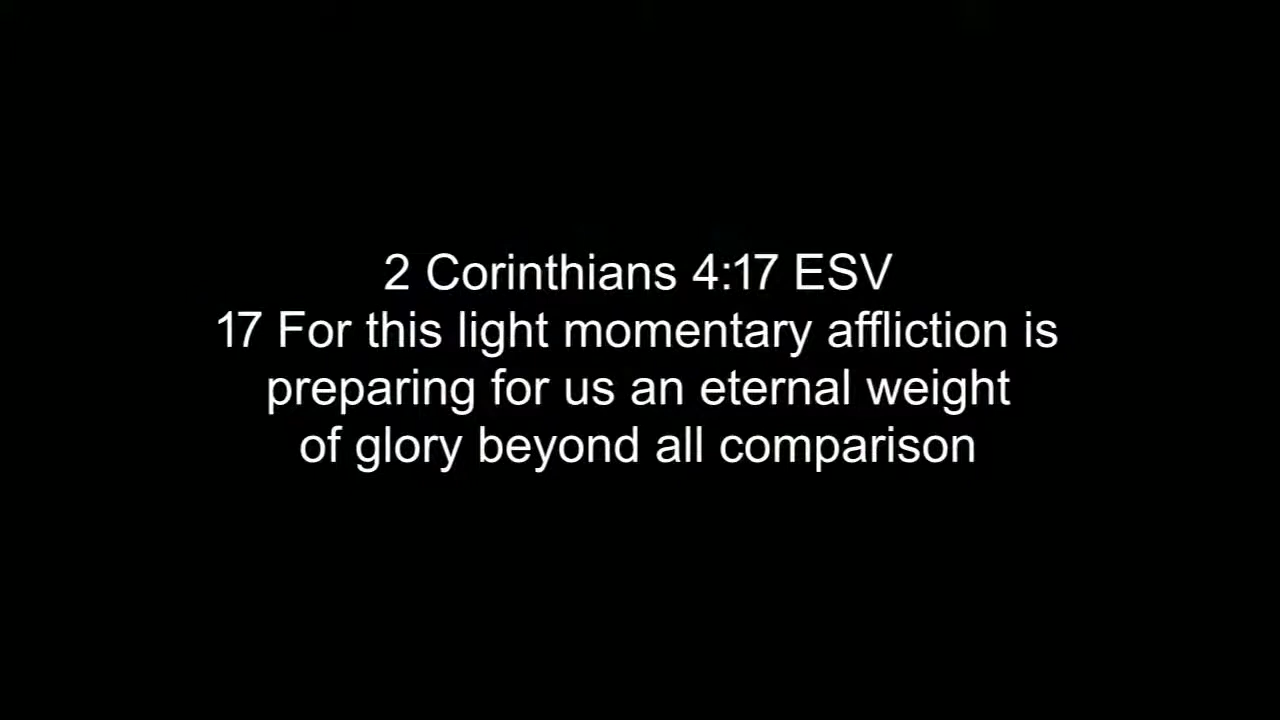 2 Corinthians 4:17 ESV
17 For this light momentary affliction is
preparing for us an eternal weight
of glory beyond all comparison